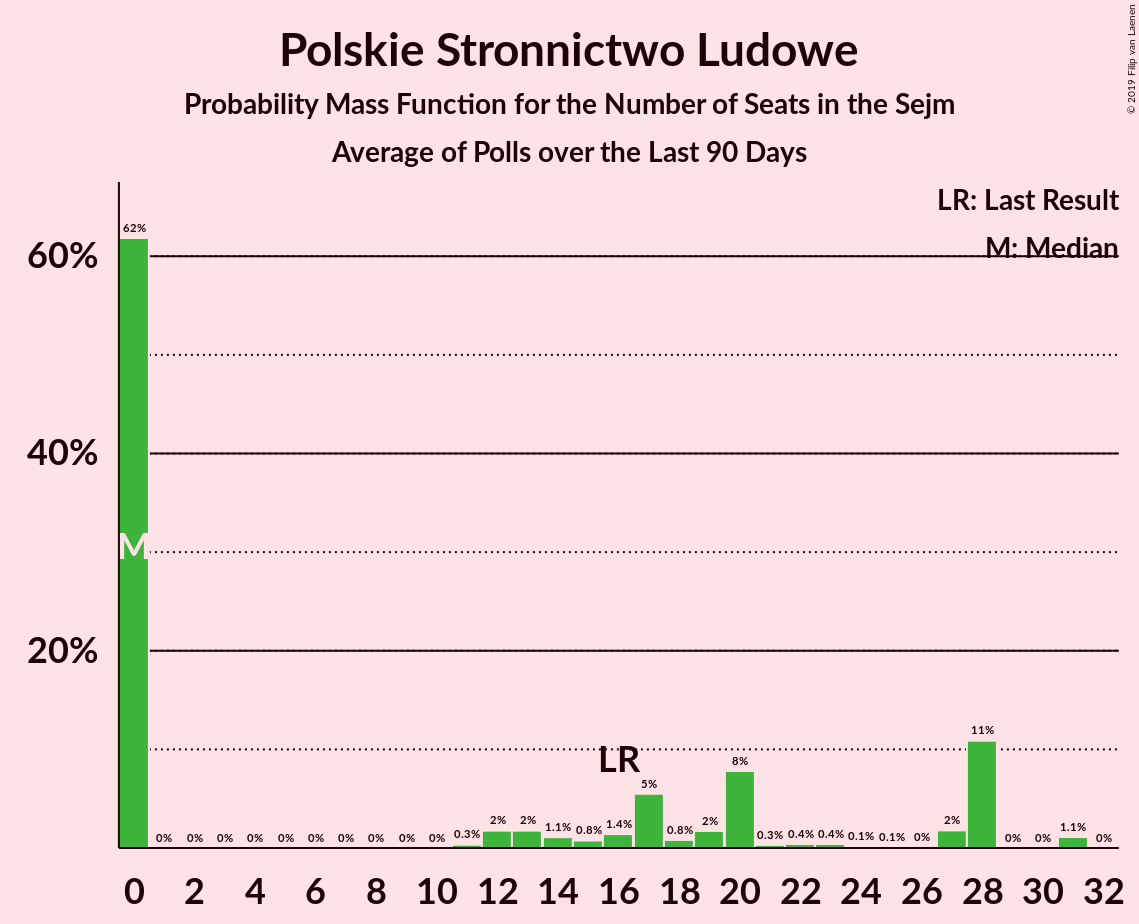 Polskie Stronnictwo Ludowe
Probability Mass Function for the Number of Seats in the Sejm
Average of Polls over the Last 90 Days
© 2019 Filip van Laenen
LR: Last Result
M: Median
60%
40%
20%
62% 0% 0% 0% 0% 0% 0% 0% 0% 0% 0% 0.3% 2% 2% 1.1% 0.8% 1.4% 5% 0.8% 2% 8% 0.3% 0.4% 0.4% 0.1% 0.1% 0% 2% 11% 0% 0% 1.1% 0%
M
LR
0 2 4 6 8 10 12 14 16 18 20 22 24 26 28 30 32